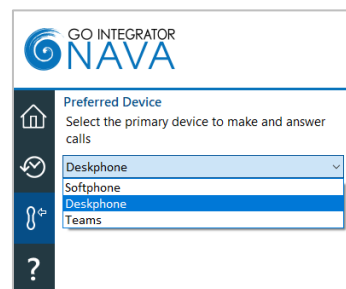 GO INTEGRATOR
NAVA
Preferred Device
Select the primary device to make and answer
calls
Deskphone
Softphone
Deskphone
Teams
?